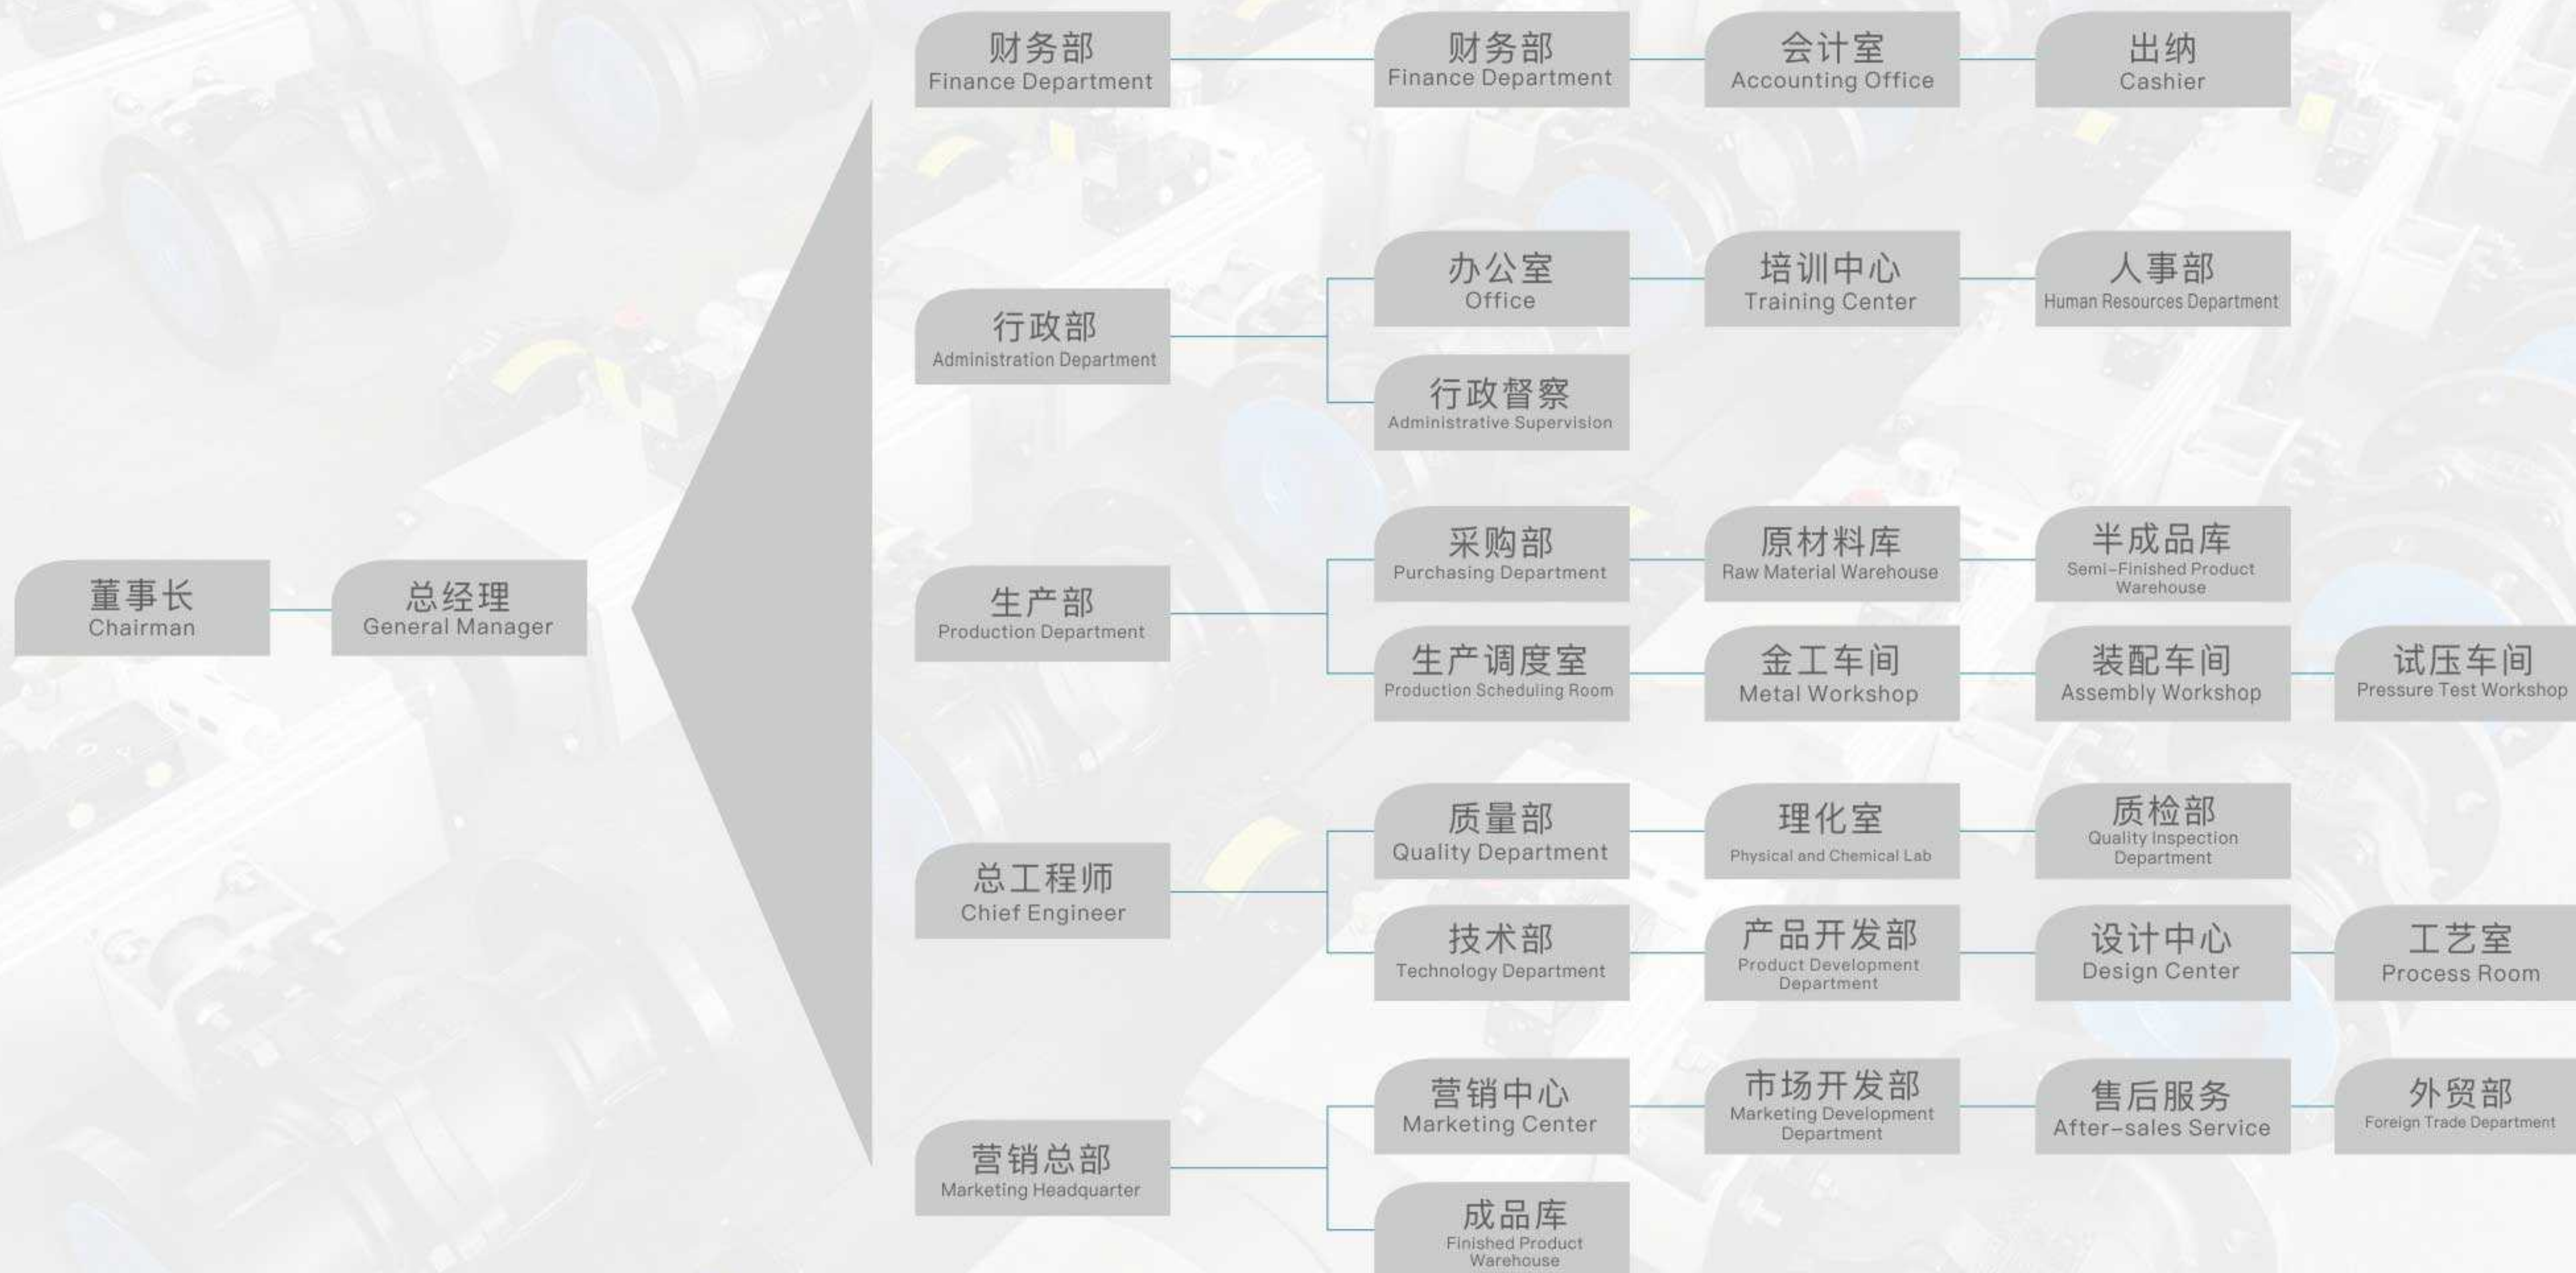 财务部
Finance Department
财务部
Finance Department
会计室
Accounting Office
出纳
Cashier
办公室
Office
培训中心
Training Center
人事部
Human Resources Department
行政部
Administration Department
行政督察
Administrative Supervision
董事长
Chairman
总经理
General Manager
生产部
Production Department
采购部
Purchasing Department
原材料库
Raw Material Warehouse
半成品库
Semi-Finished Product
Warehouse
生产调度室
Production Scheduling Room
金工车间
Metal Workshop
装配车间
Assembly Workshop
试压车间
Pressure Test Workshop
总工程师
Chief Engineer
质量部
Quality Department
理化室
Physical and Chemical Lab
质检部
Quality Inspection
Department
技术部
Technology Department
产品开发部
Product Development
Department
设计中心
Design Center
工艺室
Process Room
营销总部
Marketing Headquarter
营销中心
Marketing Center
市场开发部
Marketing Development
Department
售后服务
After-sales Service
外贸部
Foreign Trade Department
成品库
Finished Product
Warehouse